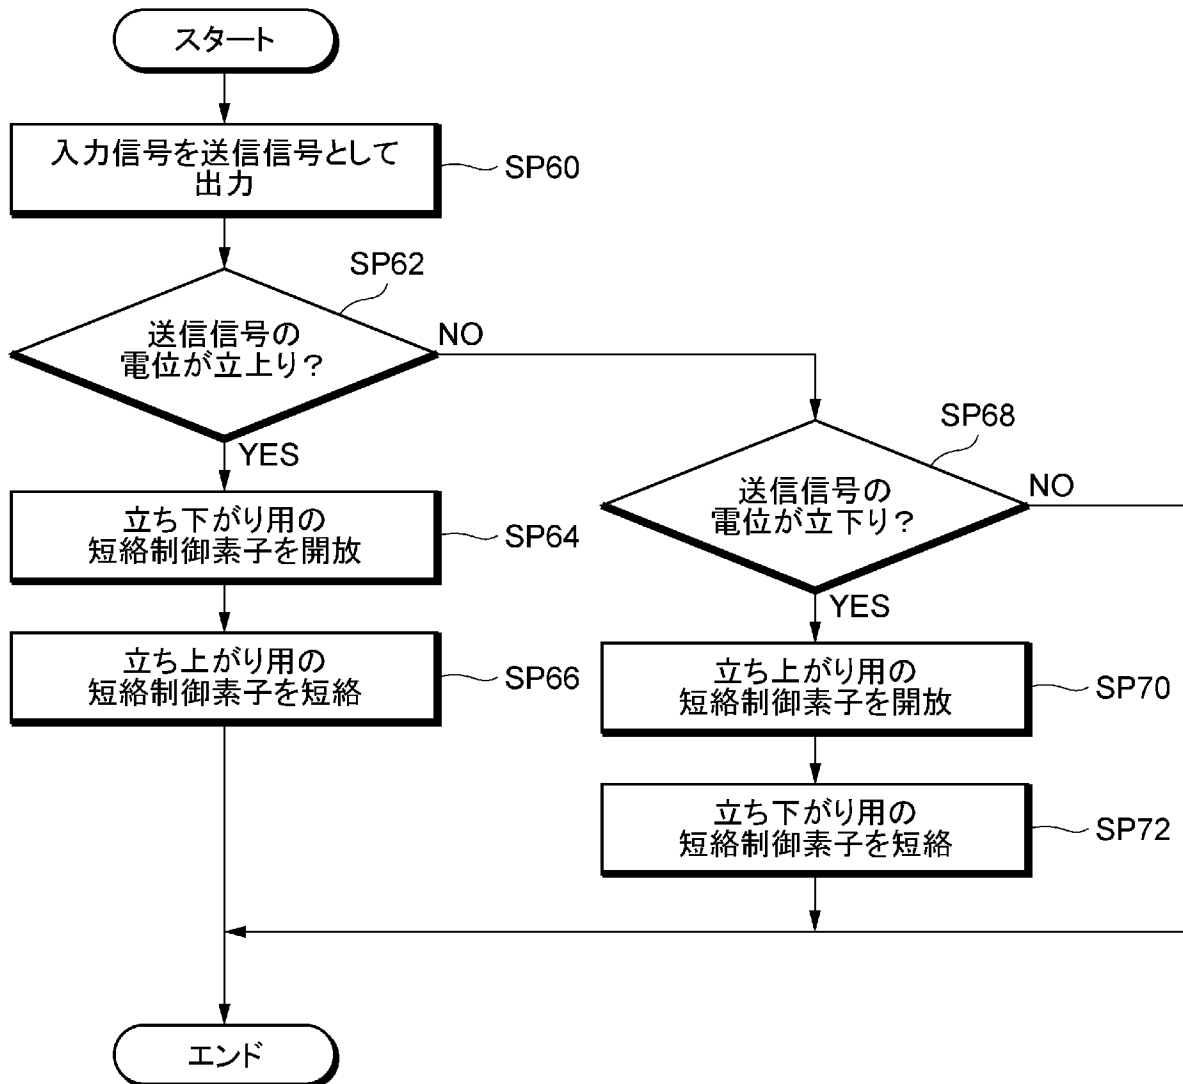 スタート
入力信号を送信信号として
出力
SP60
SP62
送信信号の
電位が立上り?
NO
YES
立ち下がり用の
短絡制御素子を開放
SP64
立ち上がり用の
短絡制御素子を短絡
SP66
SP68
送信信号の
電位が立下り?
NO
YES
立ち上がり用の
短絡制御素子を開放
SP70
立ち下がり用の
短絡制御素子を短絡
SP72
エンド